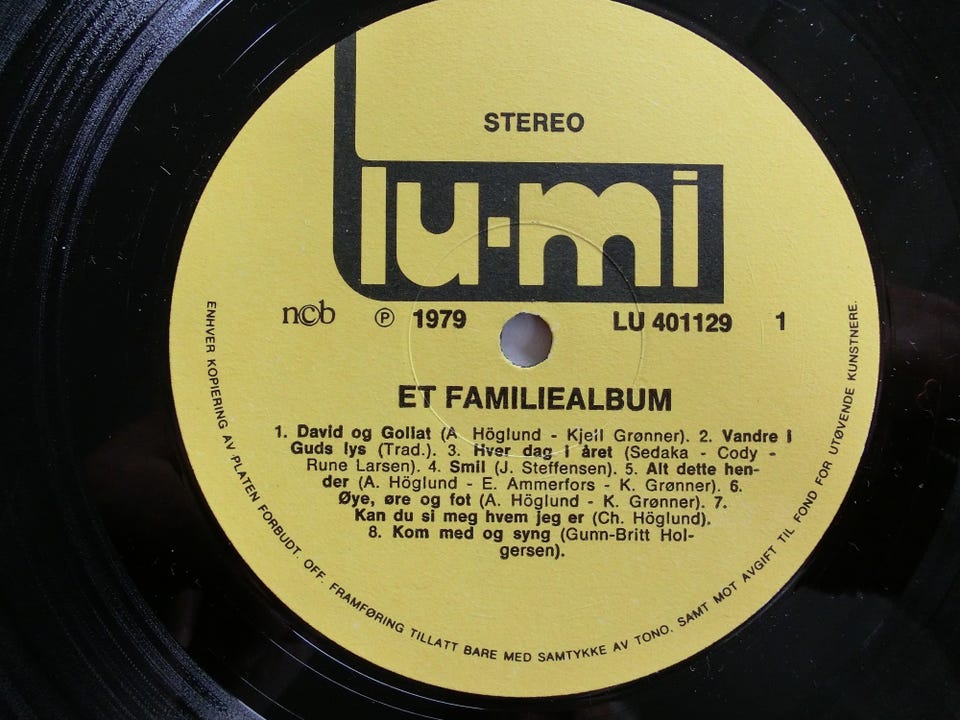 STEREO
lu-mi
n©b ℗ 1979 LU 401129 1
ET FAMILIEALBUM
1. David og Goliat (A. Höglund - Kjell Grønner). 2. Vandre i
Guds lys (Trad.). 3. Hver dag i året (Sedaka - Cody -
Rune Larsen). 4. Smil (J. Steffensen). 5. Alt dette hen-
der (A. Höglund - E. Ammerfors - K. Grønner). 6.
Øye, øre og fot (A. Höglund - K. Grønner). 7.
Kan du si meg hvem jeg er (Ch. Höglund).
8. Kom med og syng (Gunn-Britt Hol-
gersen).
ENHVER KOPIERING AV PLATEN FORBUDT. OFF. FRAMFØRING TILLATT BARE MED SAMTYKKE AV TONO. SAMT MOT AVGIFT TIL FOND FOR UTØVENDE KUNSTNERE.